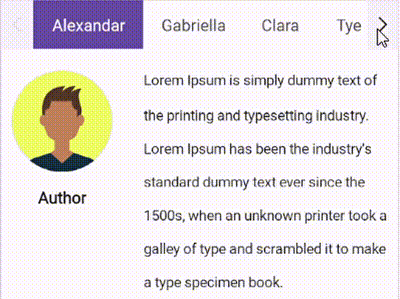 Alexandar Gabriella Clara Tye
Lorem Ipsum is simply dummy text of
the printing and typesetting industry.
Lorem Ipsum has been the industry's
standard dummy text ever since the
1500s, when an unknown printer took a
galley of type and scrambled it to make
a type specimen book.
Author